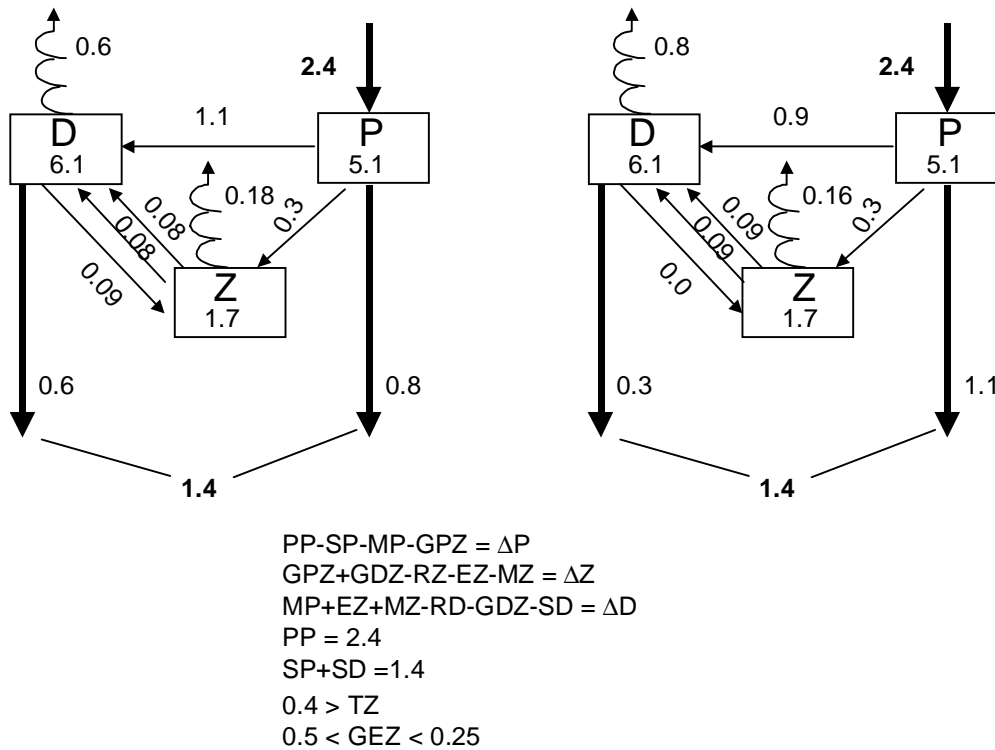 0.6
2.4
1.1
D
6.1
P
5.1
0.18
0.3
0.08
0.08
0.09
Z
1.7
0.6
0.8
1.4
0.8
2.4
0.9
D
6.1
P
5.1
0.16
0.3
0.09
0.09
0.0
Z
1.7
0.3
1.1
1.4
PP-SP-MP-GPZ = ΔP
GPZ+GDZ-RZ-EZ-MZ = ΔZ
MP+EZ+MZ-RD-GDZ-SD = ΔD
PP = 2.4
SP+SD =1.4
0.4 > TZ
0.5 < GEZ < 0.25